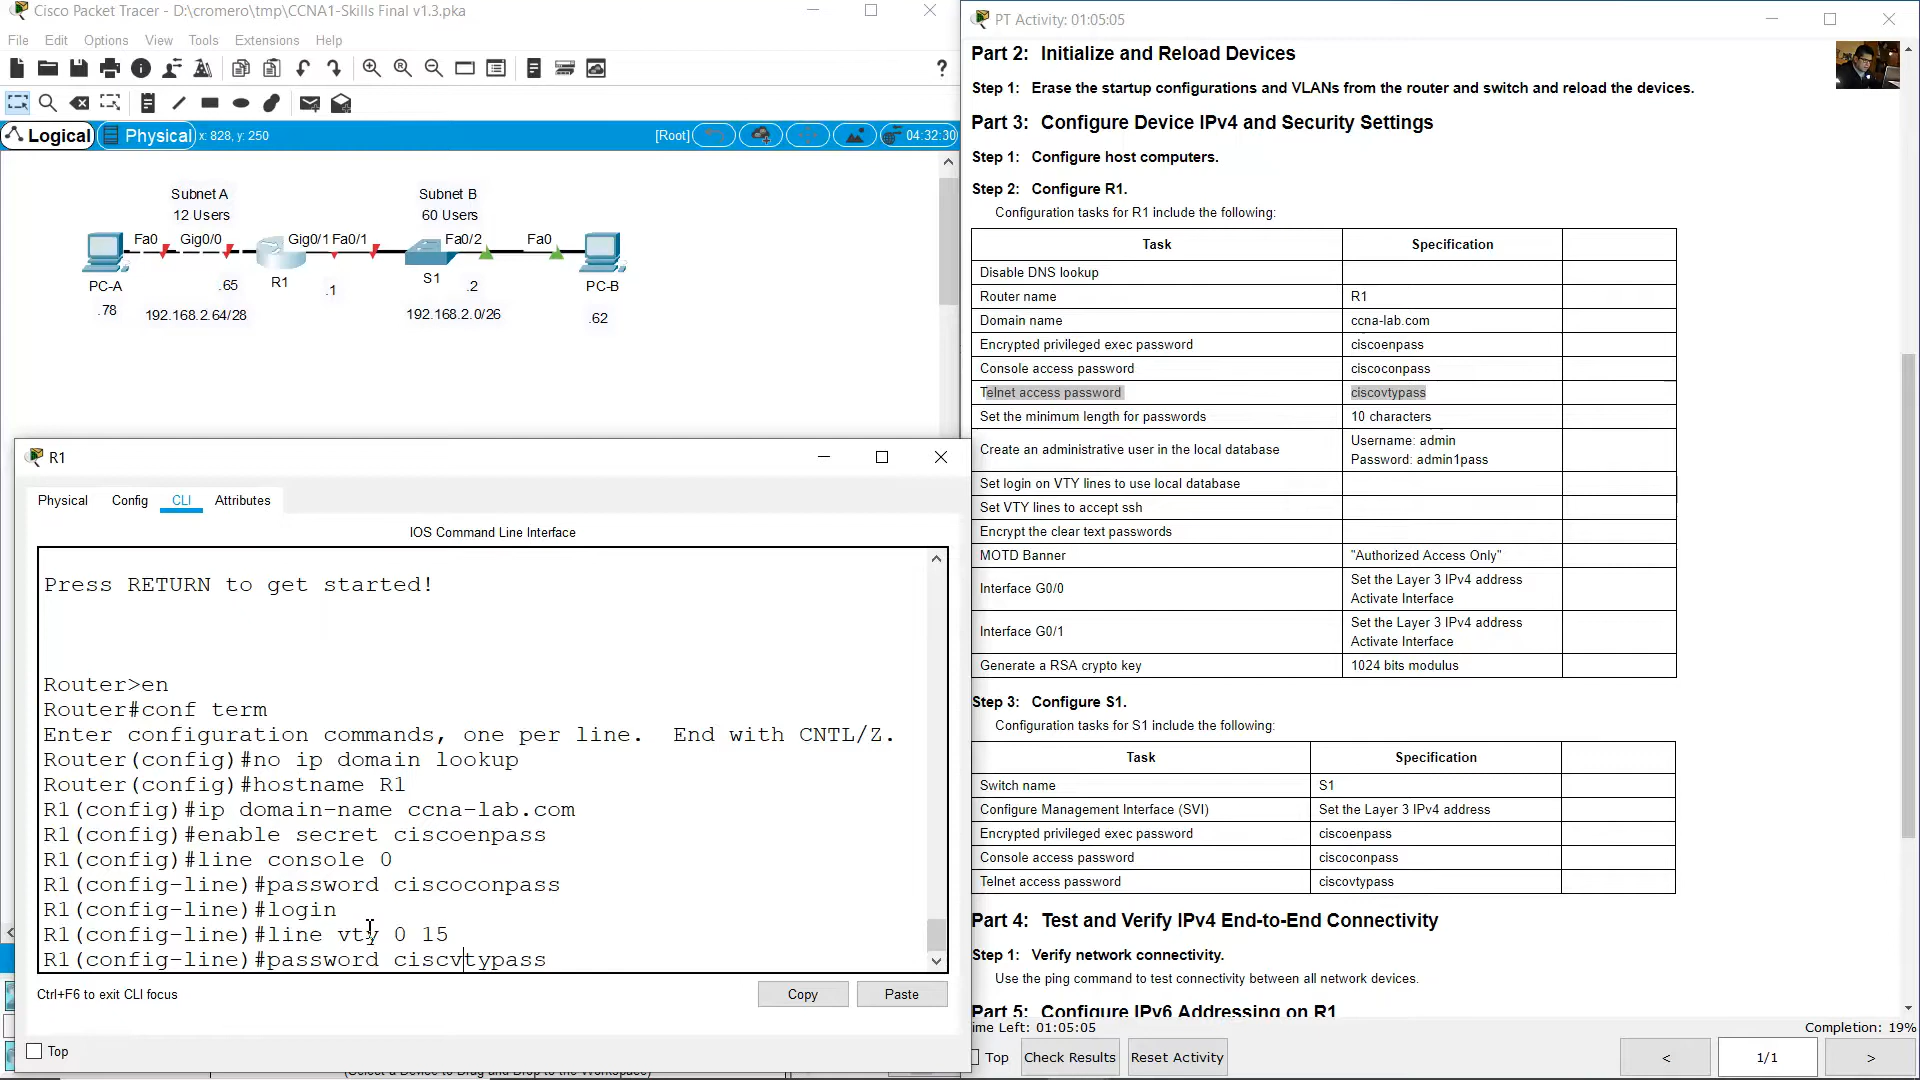 Cisco Packet Tracer - D:\cromero\tmp\CCNA1-Skills Final v1.3.pka
File Edit Options View Tools Extensions Help
?
Logical Physical x: 828, y: 250 [Root] 04:32:30
Subnet A
12 Users
Subnet B
60 Users
Fa0 Gig0/0 Gig0/1 Fa0/1 Fa0/2 Fa0
PC-A .65 R1 .1 S1 .2 PC-B
.78 192.168.2.64/28 192.168.2.0/26 .62
R1
Physical Config CLI Attributes
IOS Command Line Interface
Press RETURN to get started!
Router>en
Router#conf term
Enter configuration commands, one per line.  End with CNTL/Z.
Router(config)#no ip domain lookup
Router(config)#hostname R1
R1(config)#ip domain-name ccna-lab.com
R1(config)#enable secret ciscoenpass
R1(config)#line console 0
R1(config-line)#password ciscoconpass
R1(config-line)#login
R1(config-line)#line vty 0 15
R1(config-line)#password ciscvtypass
Ctrl+F6 to exit CLI focus
Copy Paste
Top
(Select a Device to Drag and Drop to the Workspace)
PT Activity: 01:05:05
Part 2: Initialize and Reload Devices
Step 1: Erase the startup configurations and VLANs from the router and switch and reload the devices.
Part 3: Configure Device IPv4 and Security Settings
Step 1: Configure host computers.
Step 2: Configure R1.
Configuration tasks for R1 include the following:
Task Specification
Disable DNS lookup
Router name R1
Domain name ccna-lab.com
Encrypted privileged exec password ciscoenpass
Console access password ciscoconpass
Telnet access password ciscovtypass
Set the minimum length for passwords 10 characters
Create an administrative user in the local database Username: admin
Password: admin1pass
Set login on VTY lines to use local database
Set VTY lines to accept ssh
Encrypt the clear text passwords
MOTD Banner "Authorized Access Only"
Interface G0/0 Set the Layer 3 IPv4 address
Activate Interface
Interface G0/1 Set the Layer 3 IPv4 address
Activate Interface
Generate a RSA crypto key 1024 bits modulus
Step 3: Configure S1.
Configuration tasks for S1 include the following:
Task Specification
Switch name S1
Configure Management Interface (SVI) Set the Layer 3 IPv4 address
Encrypted privileged exec password ciscoenpass
Console access password ciscoconpass
Telnet access password ciscovtypass
Part 4: Test and Verify IPv4 End-to-End Connectivity
Step 1: Verify network connectivity.
Use the ping command to test connectivity between all network devices.
Part 5: Configure IPv6 Addressing on R1
ime Left: 01:05:05 Completion: 19%
Top Check Results Reset Activity < 1/1 >